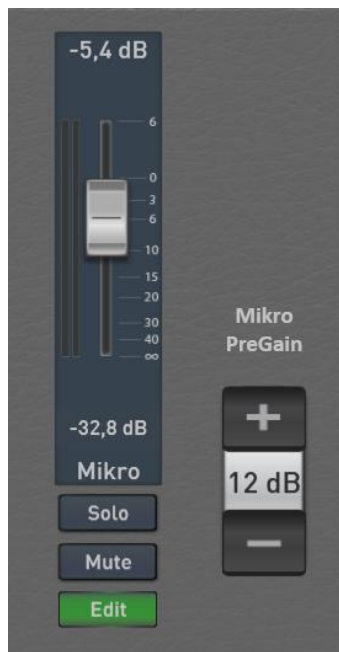 -5,4 dB
6
0
3
6
10
15
20
30
40
∞
-32,8 dB
Mikro
Solo
Mute
Edit
Mikro
PreGain
+
12 dB
−